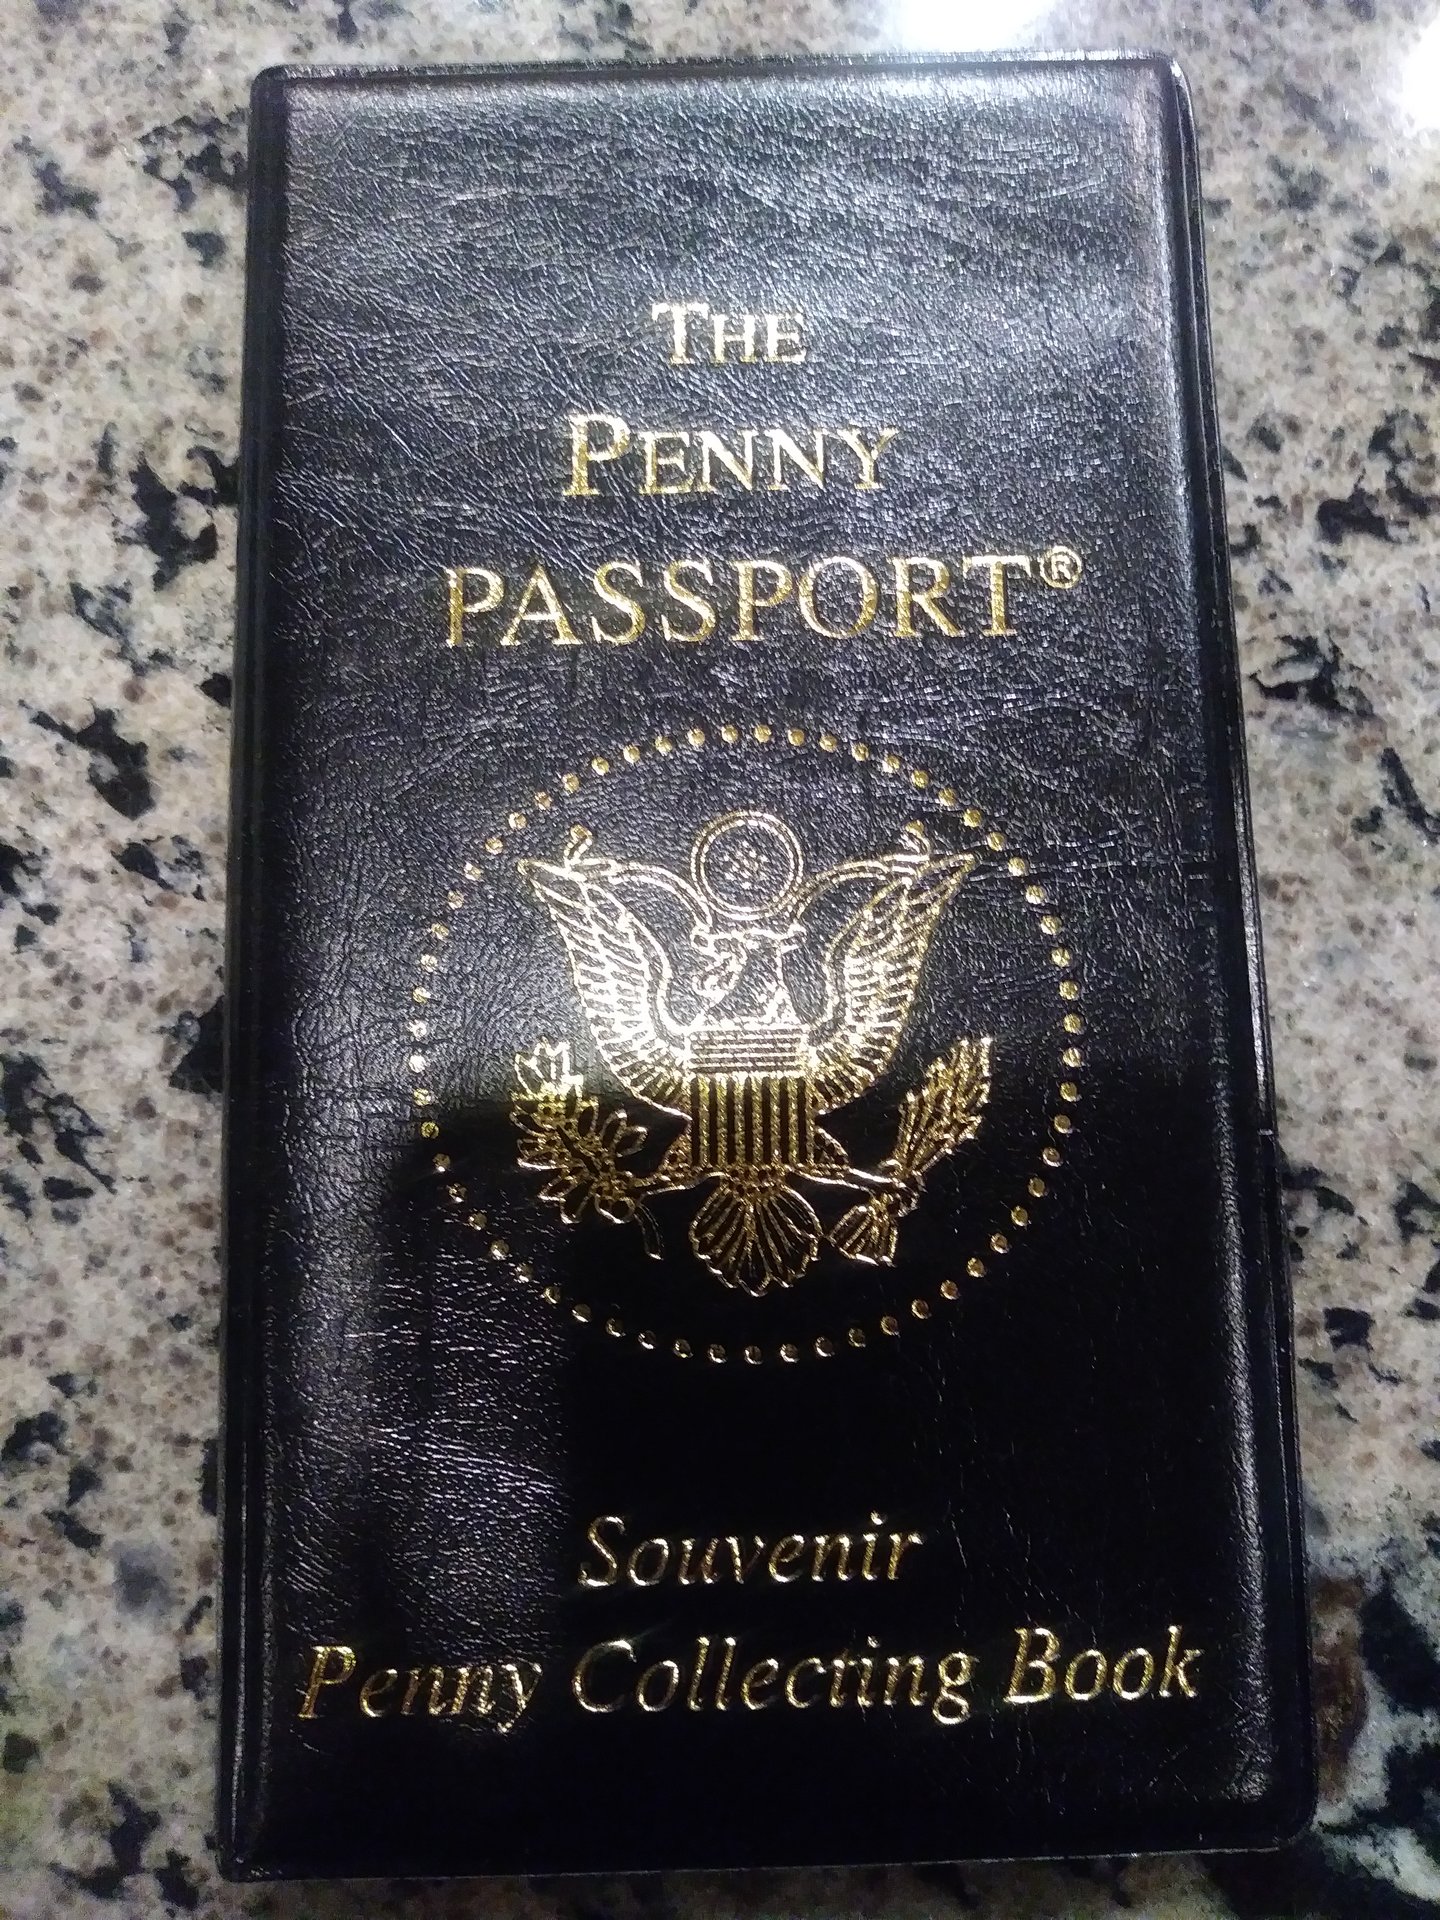 THE
PENNY
PASSPORT®
Souvenir
Penny Collecting Book